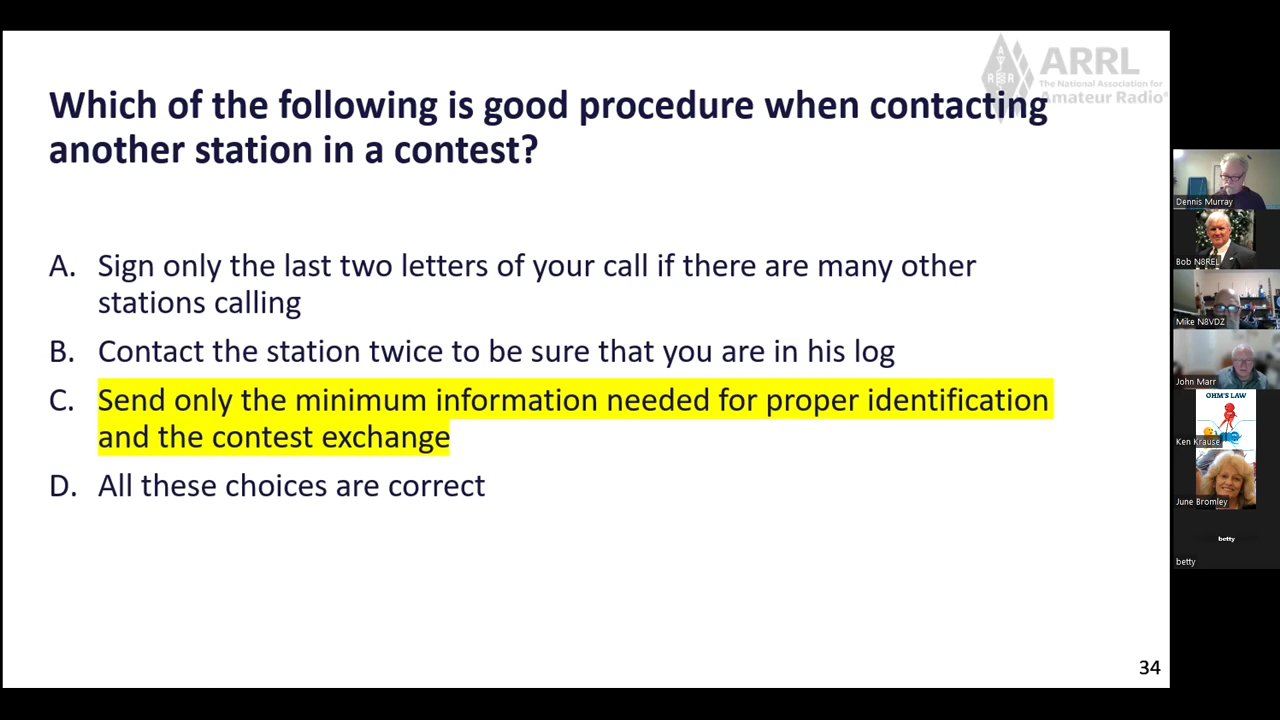 ARRL
The National Association for
Amateur Radio®
Which of the following is good procedure when contacting
another station in a contest?
A. Sign only the last two letters of your call if there are many other
stations calling
B. Contact the station twice to be sure that you are in his log
C. Send only the minimum information needed for proper identification
and the contest exchange
D. All these choices are correct
34
Dennis Murray
Bob N8REL
Mike N8VDZ
John Marr
OHM'S LAW
Ken Krause
June Bromley
betty
betty